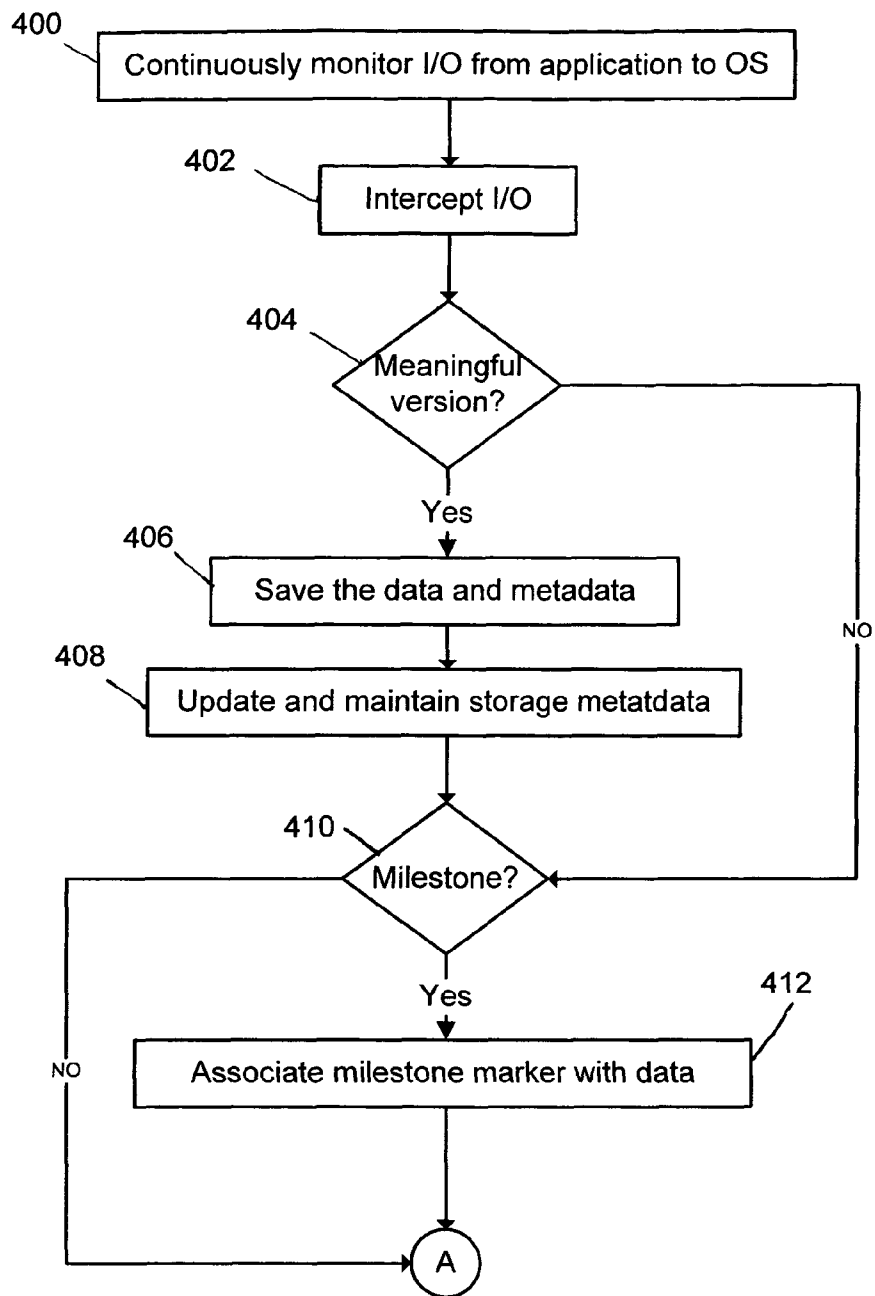 400
Continuously monitor I/O from application to OS
402
Intercept I/O
404
Meaningful
version?
Yes
406
Save the data and metadata
NO
408
Update and maintain storage metatdata
410
Milestone?
Yes
412
NO
Associate milestone marker with data
A